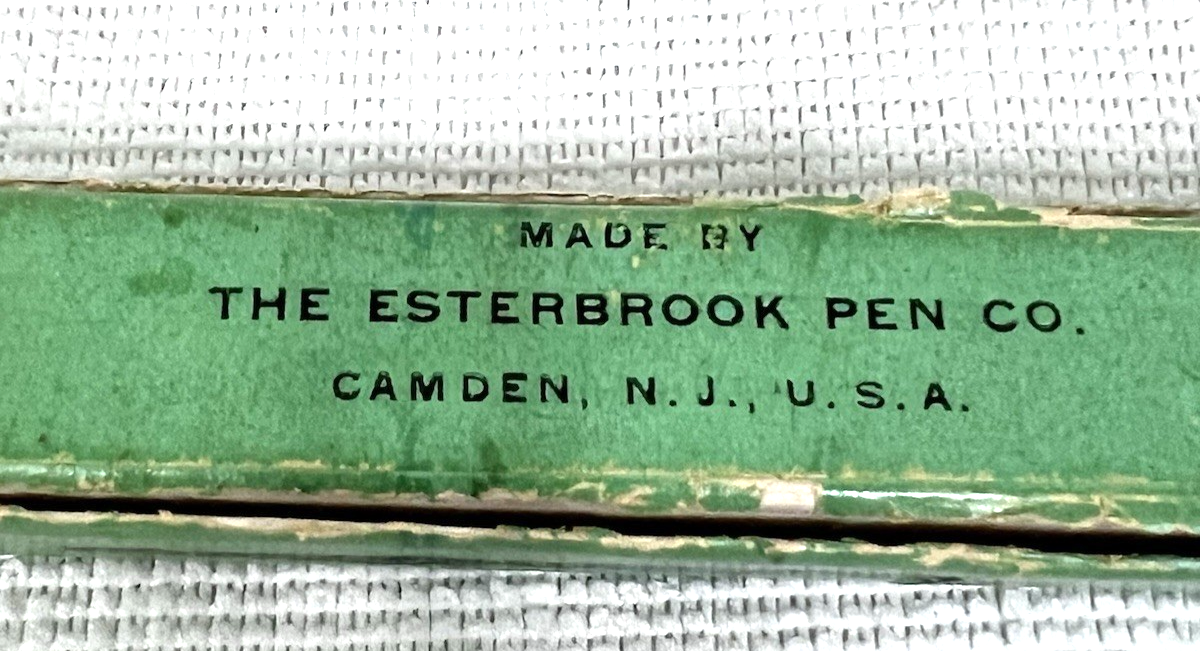 MADE BY
THE ESTERBROOK PEN CO.
CAMDEN, N.J., U.S.A.